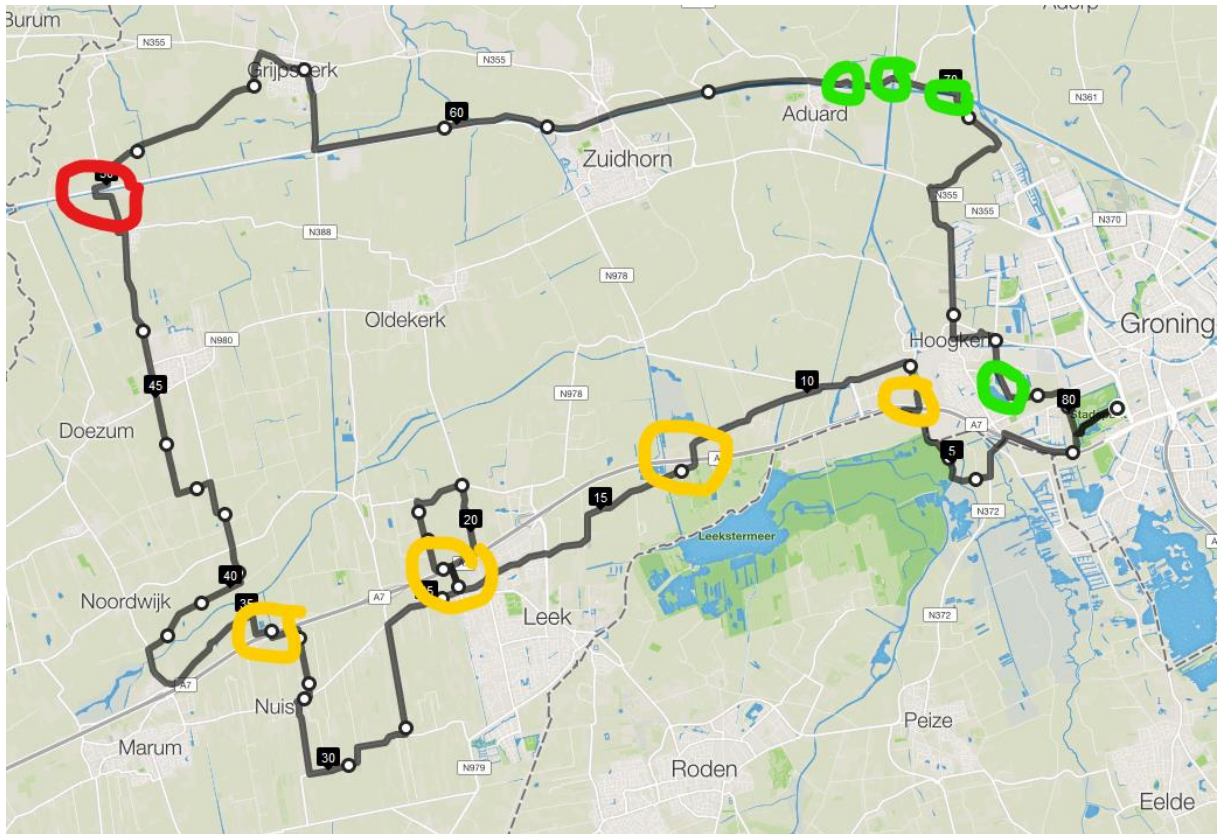 Burum
N355
N355
Grijpskerk
60
Aduard
N361
Zuidhorn
N355
N355
N370
N388
N978
Oldekerk
N980
Hoogkerk
Groning
45
N978
10
80
Doezum
A7
5
20
15
Leekstermeer
N372
40
35
Noordwijk
A7
Leek
N372
A7
Nuis
Marum
30
N979
Peize
Roden
Eelde